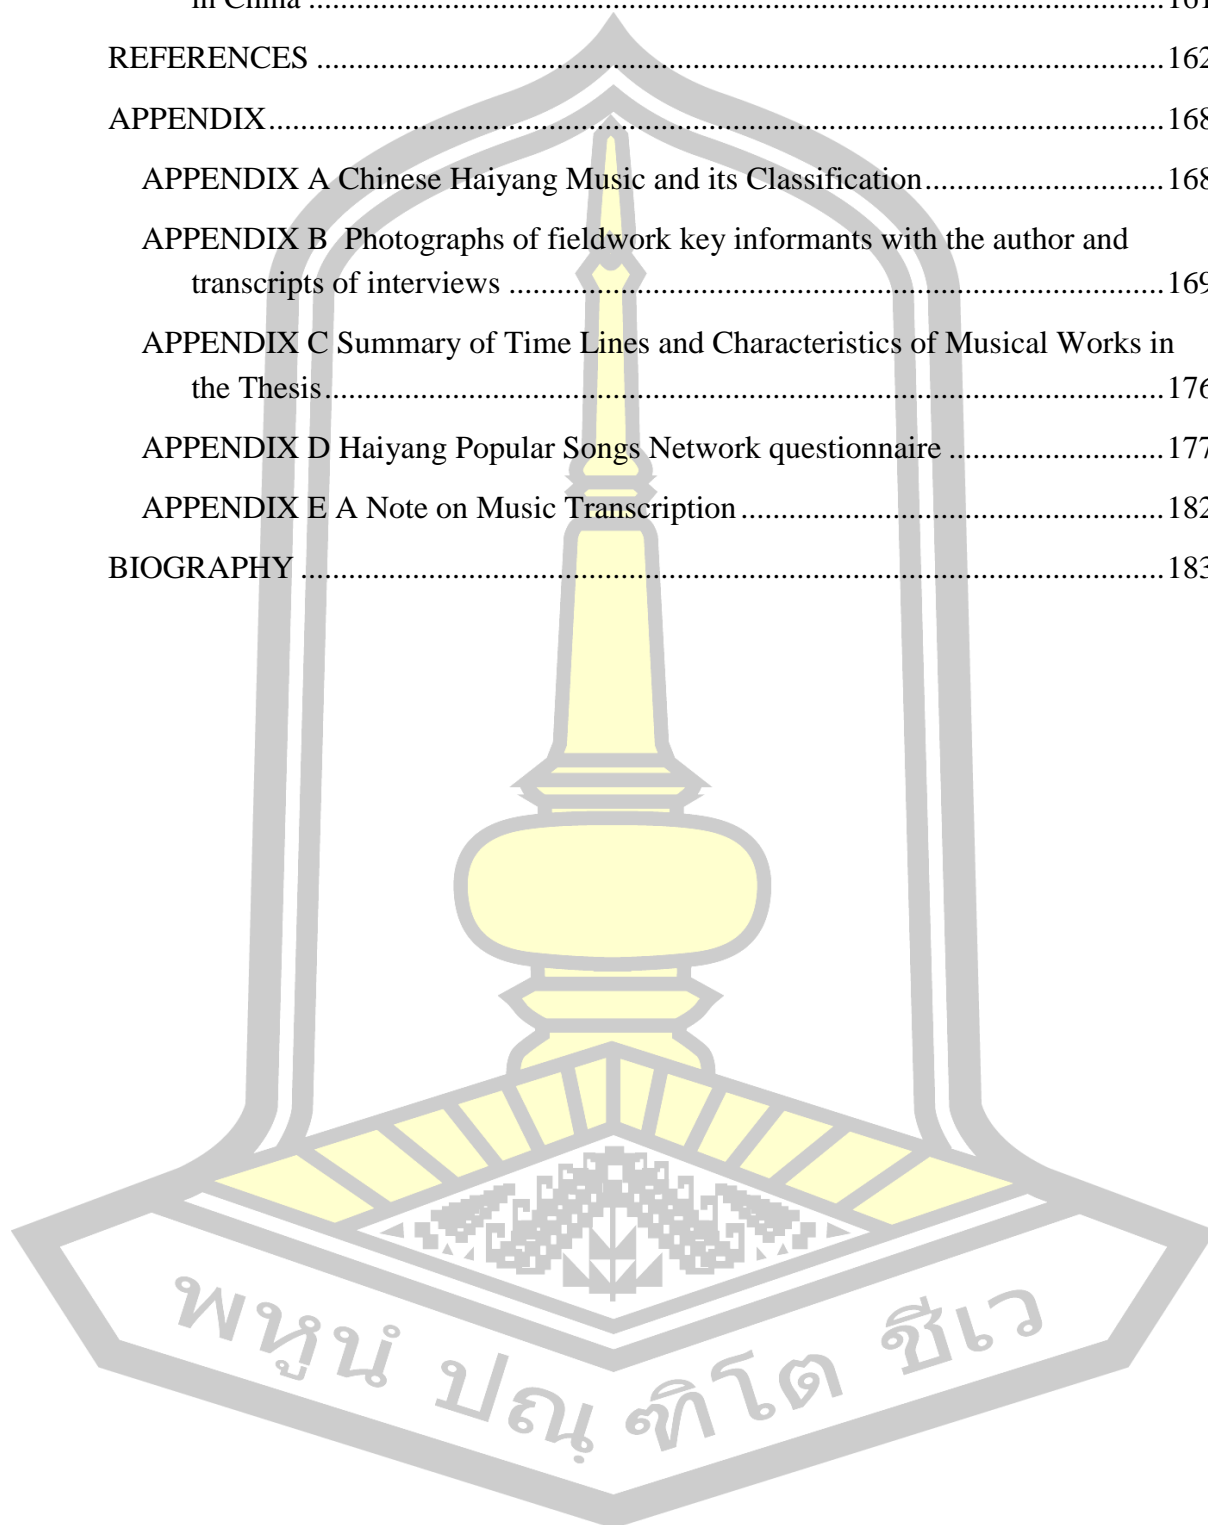 in China ........ 161
REFERENCES ........ 162
APPENDIX ........ 168
APPENDIX A Chinese Haiyang Music and its Classification ........ 168
APPENDIX B  Photographs of fieldwork key informants with the author and
transcripts of interviews ........ 169
APPENDIX C Summary of Time Lines and Characteristics of Musical Works in
the Thesis ........ 176
APPENDIX D Haiyang Popular Songs Network questionnaire ........ 177
APPENDIX E A Note on Music Transcription ........ 182
BIOGRAPHY ........ 183
พหูนํ ปณฺ ฑิโต ชีเว